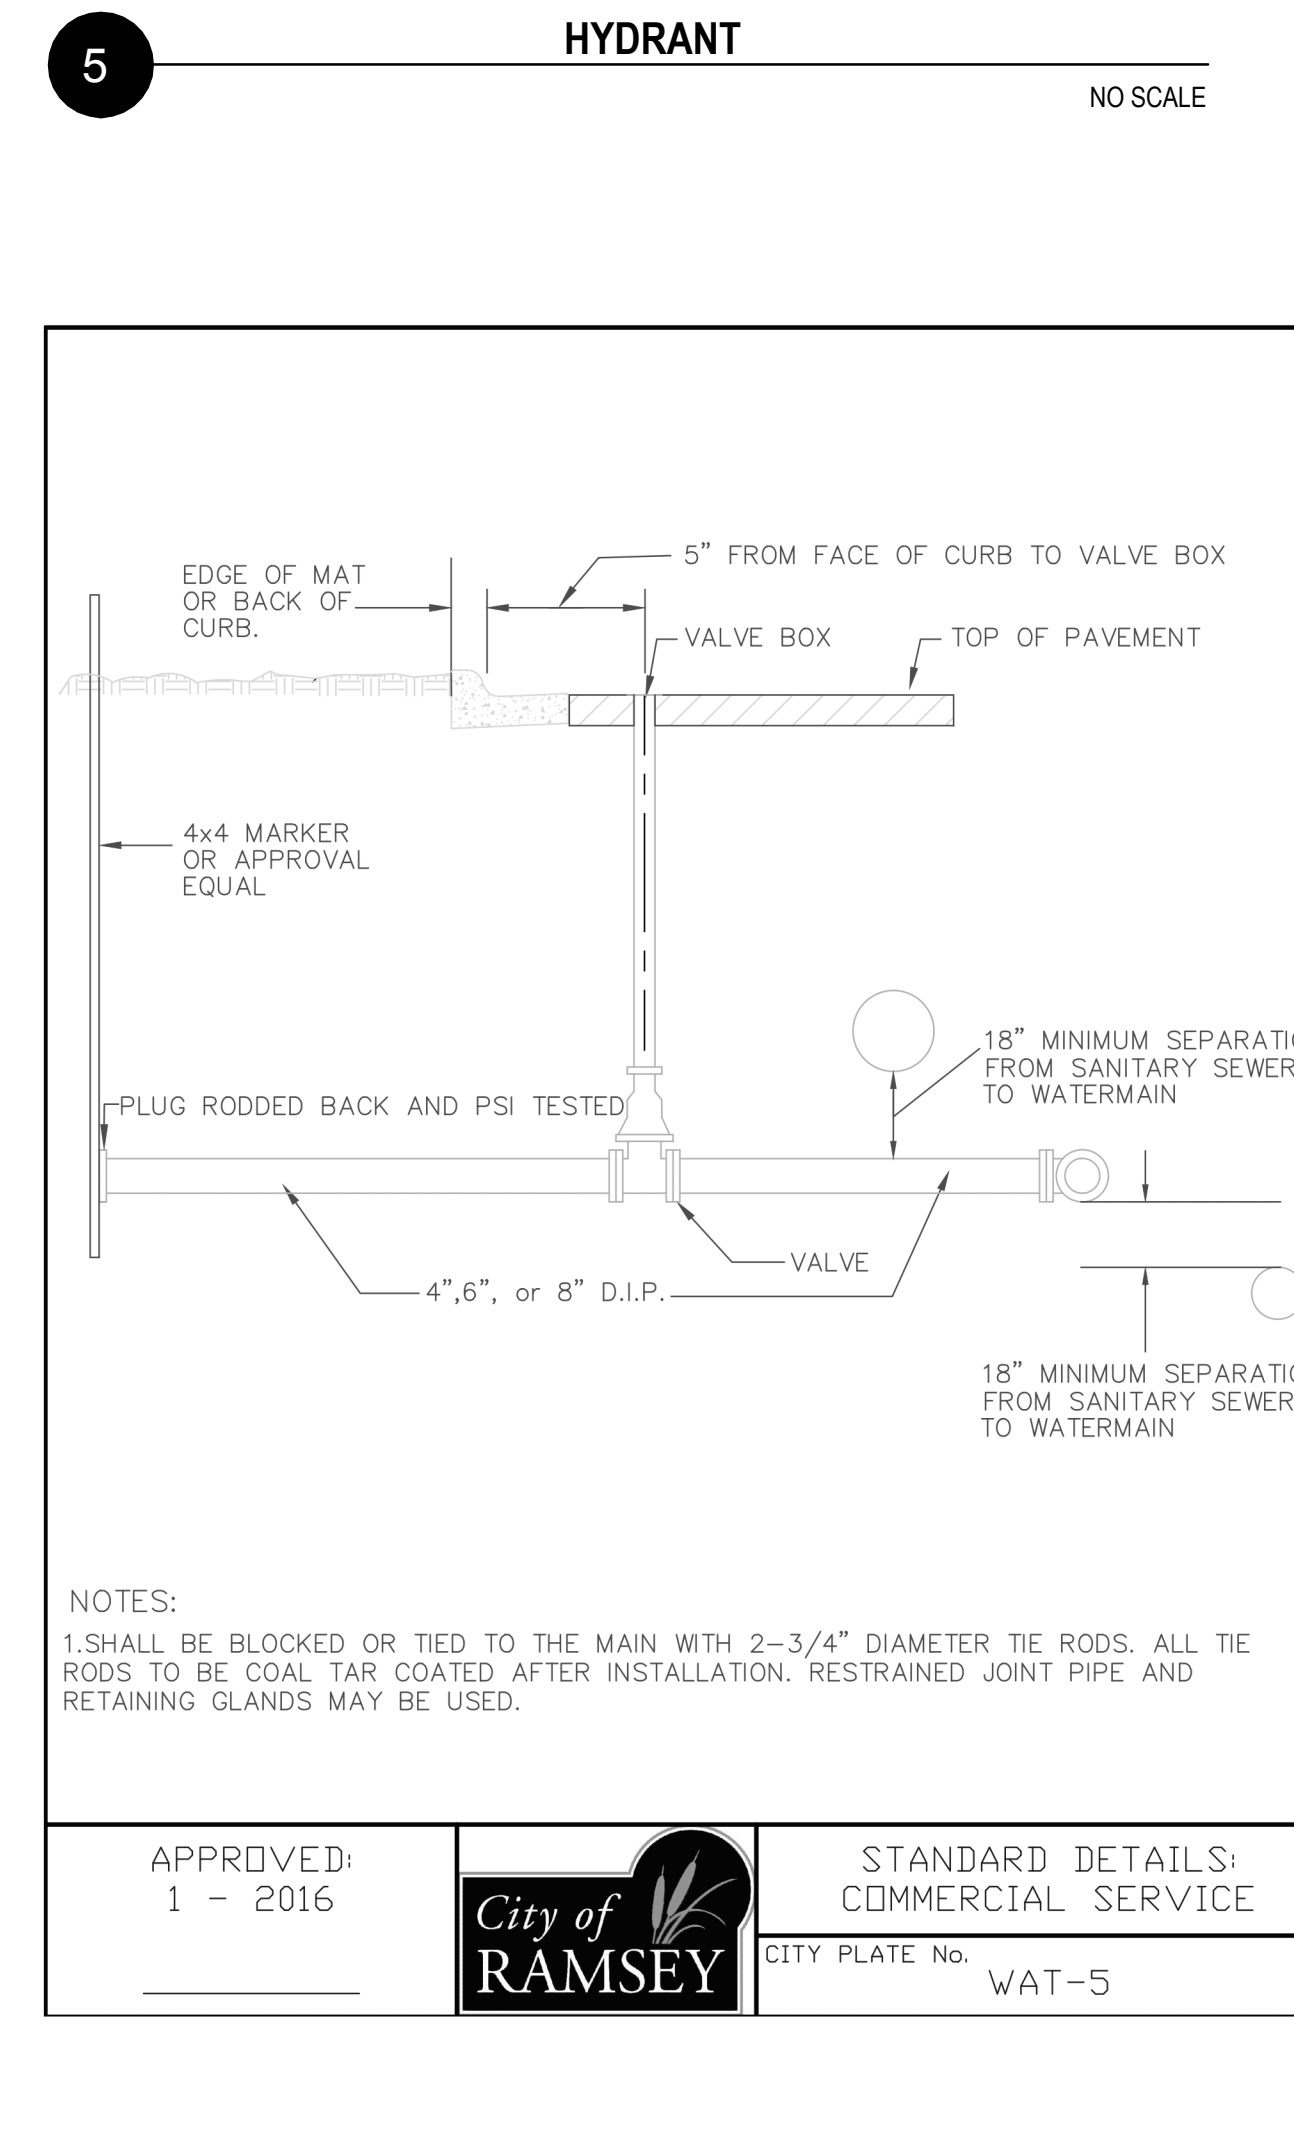 5
HYDRANT
NO SCALE
5” FROM FACE OF CURB TO VALVE BOX
EDGE OF MAT
OR BACK OF
CURB.
VALVE BOX
TOP OF PAVEMENT
4x4 MARKER
OR APPROVAL
EQUAL
18” MINIMUM SEPARATIO
FROM SANITARY SEWER
TO WATERMAIN
PLUG RODDED BACK AND PSI TESTED
VALVE
4”,6”, or 8” D.I.P.
18” MINIMUM SEPARATIO
FROM SANITARY SEWER
TO WATERMAIN
NOTES:
1.SHALL BE BLOCKED OR TIED TO THE MAIN WITH 2–3/4” DIAMETER TIE RODS. ALL TIE
RODS TO BE COAL TAR COATED AFTER INSTALLATION. RESTRAINED JOINT PIPE AND
RETAINING GLANDS MAY BE USED.
APPROVED:
1 - 2016
City of
RAMSEY
STANDARD DETAILS:
COMMERCIAL SERVICE
CITY PLATE No.
WAT-5